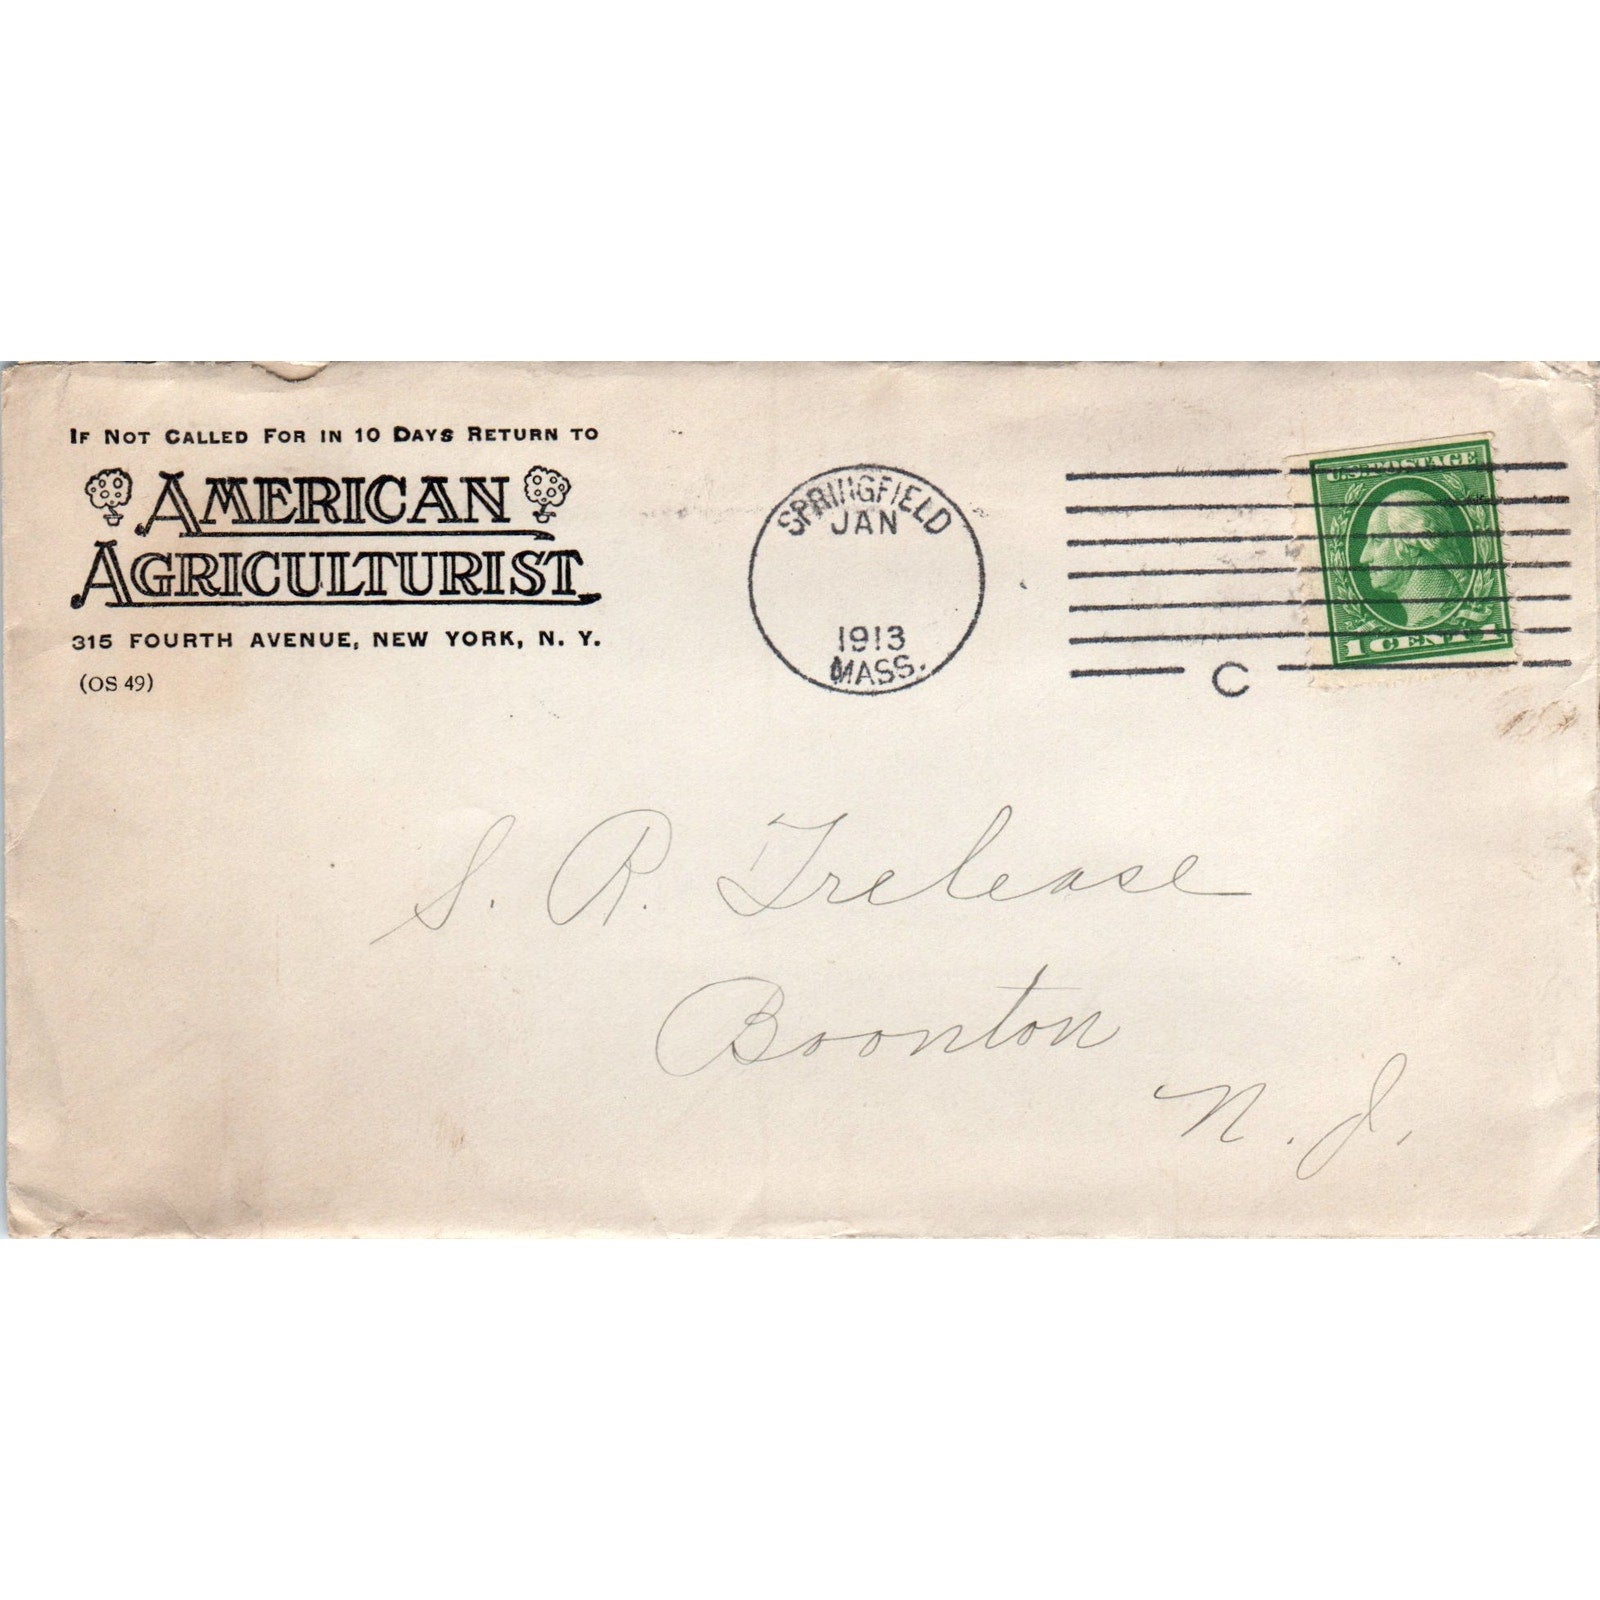 IF NOT CALLED FOR IN 10 DAYS RETURN TO
AMERICAN
AGRICULTURIST
315 FOURTH AVENUE, NEW YORK, N. Y.
(OS 49)
SPRINGFIELD
JAN
1913
MASS.
C
U.S. POSTAGE
1 CENT 1
S. R. Trelease
Boonton
N. J.